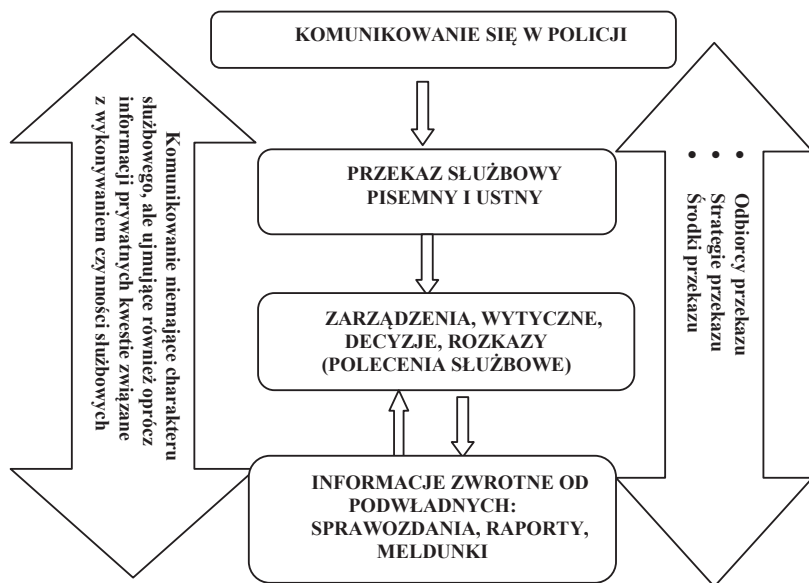 KOMUNIKOWANIE SIĘ W POLICJI
PRZEKAZ SŁUŻBOWY
PISEMNY I USTNY
ZARZĄDZENIA, WYTYCZNE,
DECYZJE, ROZKAZY
(POLECENIA SŁUŻBOWE)
INFORMACJE ZWROTNE OD
PODWŁADNYCH:
SPRAWOZDANIA, RAPORTY,
MELDUNKI
Komunikowanie niemające charakteru
służbowego, ale ujmujące również oprócz
informacji prywatnych kwestie związane
z wykonywaniem czynności służbowych
• Odbiorcy przekazu
• Strategie przekazu
• Środki przekazu